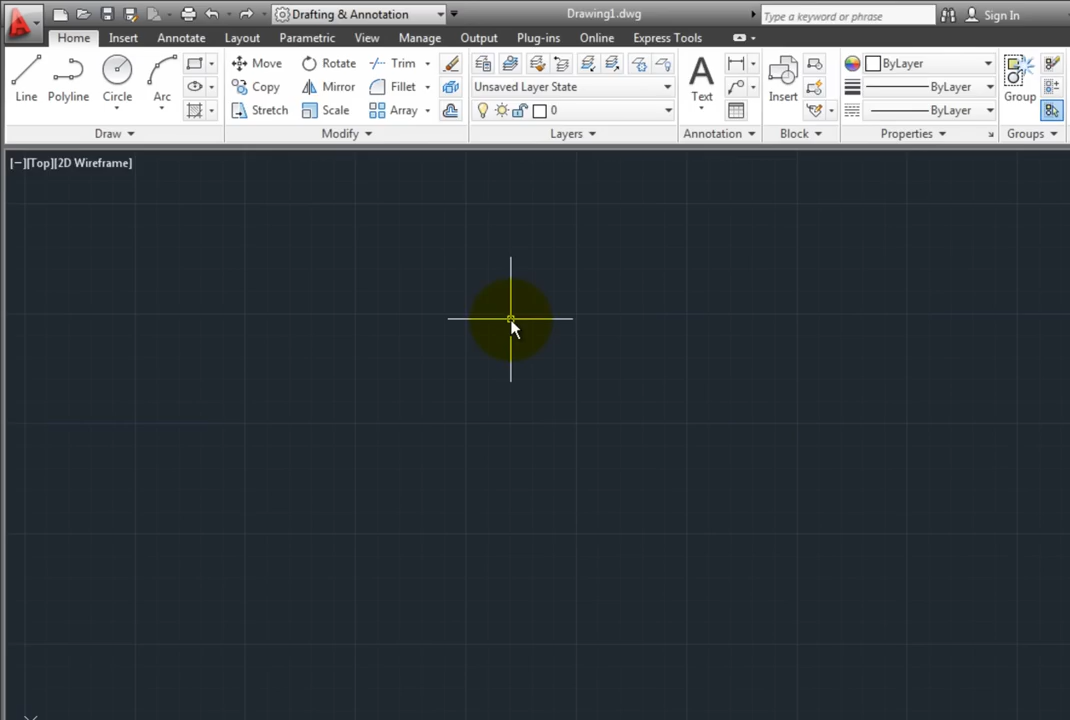 Drafting & Annotation
Drawing1.dwg
Type a keyword or phrase
Sign In
Home Insert Annotate Layout Parametric View Manage Output Plug-ins Online Express Tools
Line Polyline Circle Arc
Move Rotate Trim
Copy Mirror Fillet
Stretch Scale Array
Unsaved Layer State
0
A
Text
Insert
ByLayer
ByLayer
ByLayer
Group
Draw Modify Layers Annotation Block Properties Groups
[−][Top][2D Wireframe]